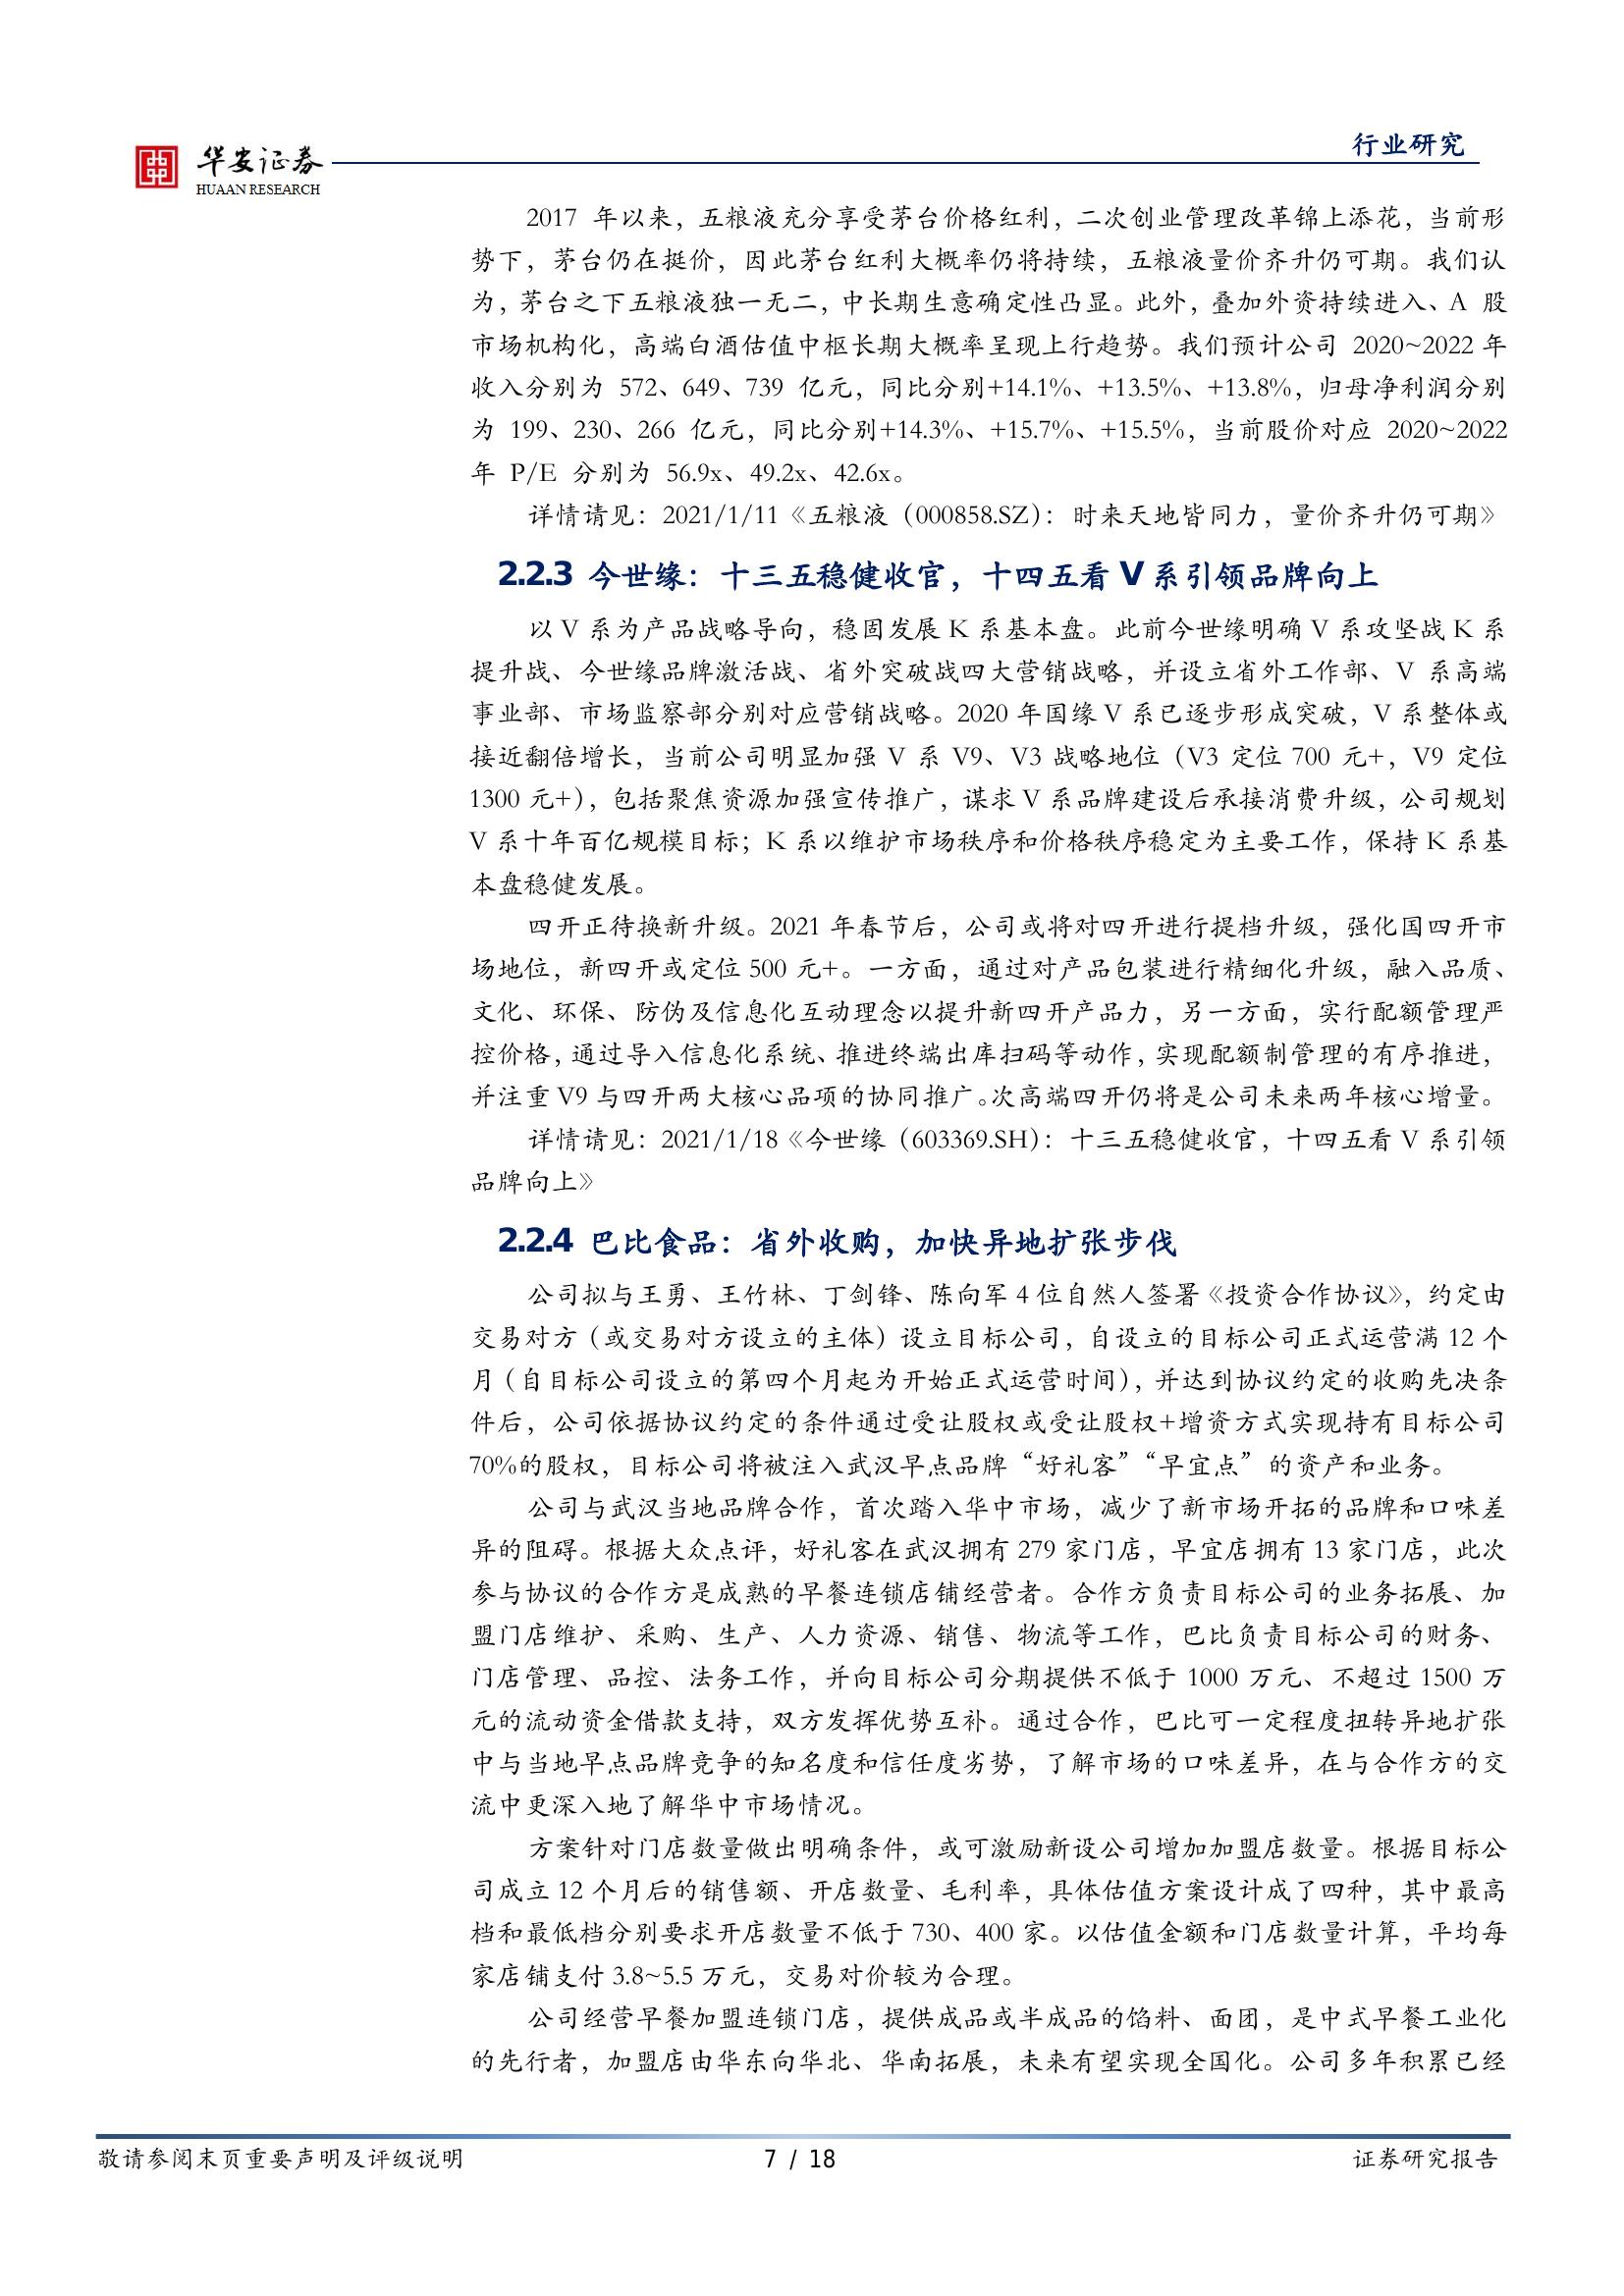 华安证券
HUAAN RESEARCH
行业研究
2017 年以来，五粮液充分享受茅台价格红利，二次创业管理改革锦上添花，当前形
势下，茅台仍在挺价，因此茅台红利大概率仍将持续，五粮液量价齐升仍可期。我们认
为，茅台之下五粮液独一无二，中长期生意确定性凸显。此外，叠加外资持续进入、A 股
市场机构化，高端白酒估值中枢长期大概率呈现上行趋势。我们预计公司 2020~2022 年
收入分别为 572、649、739 亿元，同比分别+14.1%、+13.5%、+13.8%，归母净利润分别
为 199、230、266 亿元，同比分别+14.3%、+15.7%、+15.5%，当前股价对应 2020~2022
年 P/E 分别为 56.9x、49.2x、42.6x。
详情请见：2021/1/11《五粮液（000858.SZ）：时来天地皆同力，量价齐升仍可期》
2.2.3 今世缘：十三五稳健收官，十四五看 V 系引领品牌向上
以 V 系为产品战略导向，稳固发展 K 系基本盘。此前今世缘明确 V 系攻坚战 K 系
提升战、今世缘品牌激活战、省外突破战四大营销战略，并设立省外工作部、V 系高端
事业部、市场监察部分别对应营销战略。2020 年国缘 V 系已逐步形成突破，V 系整体或
接近翻倍增长，当前公司明显加强 V 系 V9、V3 战略地位（V3 定位 700 元+，V9 定位
1300 元+），包括聚焦资源加强宣传推广，谋求 V 系品牌建设后承接消费升级，公司规划
V 系十年百亿规模目标；K 系以维护市场秩序和价格秩序稳定为主要工作，保持 K 系基
本盘稳健发展。
四开正待换新升级。2021 年春节后，公司或将对四开进行提档升级，强化国四开市
场地位，新四开或定位 500 元+。一方面，通过对产品包装进行精细化升级，融入品质、
文化、环保、防伪及信息化互动理念以提升新四开产品力，另一方面，实行配额管理严
控价格，通过导入信息化系统、推进终端出库扫码等动作，实现配额制管理的有序推进，
并注重 V9 与四开两大核心品项的协同推广。次高端四开仍将是公司未来两年核心增量。
详情请见：2021/1/18《今世缘（603369.SH）：十三五稳健收官，十四五看 V 系引领
品牌向上》
2.2.4 巴比食品：省外收购，加快异地扩张步伐
公司拟与王勇、王竹林、丁剑锋、陈向军 4 位自然人签署《投资合作协议》，约定由
交易对方（或交易对方设立的主体）设立目标公司，自设立的目标公司正式运营满 12 个
月（自目标公司设立的第四个月起为开始正式运营时间），并达到协议约定的收购先决条
件后，公司依据协议约定的条件通过受让股权或受让股权+增资方式实现持有目标公司
70%的股权，目标公司将被注入武汉早点品牌“好礼客”“早宜点”的资产和业务。
公司与武汉当地品牌合作，首次踏入华中市场，减少了新市场开拓的品牌和口味差
异的阻碍。根据大众点评，好礼客在武汉拥有 279 家门店，早宜店拥有 13 家门店，此次
参与协议的合作方是成熟的早餐连锁店铺经营者。合作方负责目标公司的业务拓展、加
盟门店维护、采购、生产、人力资源、销售、物流等工作，巴比负责目标公司的财务、
门店管理、品控、法务工作，并向目标公司分期提供不低于 1000 万元、不超过 1500 万
元的流动资金借款支持，双方发挥优势互补。通过合作，巴比可一定程度扭转异地扩张
中与当地早点品牌竞争的知名度和信任度劣势，了解市场的口味差异，在与合作方的交
流中更深入地了解华中市场情况。
方案针对门店数量做出明确条件，或可激励新设公司增加加盟店数量。根据目标公
司成立 12 个月后的销售额、开店数量、毛利率，具体估值方案设计成了四种，其中最高
档和最低档分别要求开店数量不低于 730、400 家。以估值金额和门店数量计算，平均每
家店铺支付 3.8~5.5 万元，交易对价较为合理。
公司经营早餐加盟连锁门店，提供成品或半成品的馅料、面团，是中式早餐工业化
的先行者，加盟店由华东向华北、华南拓展，未来有望实现全国化。公司多年积累已经
敬请参阅末页重要声明及评级说明
7 / 18
证券研究报告